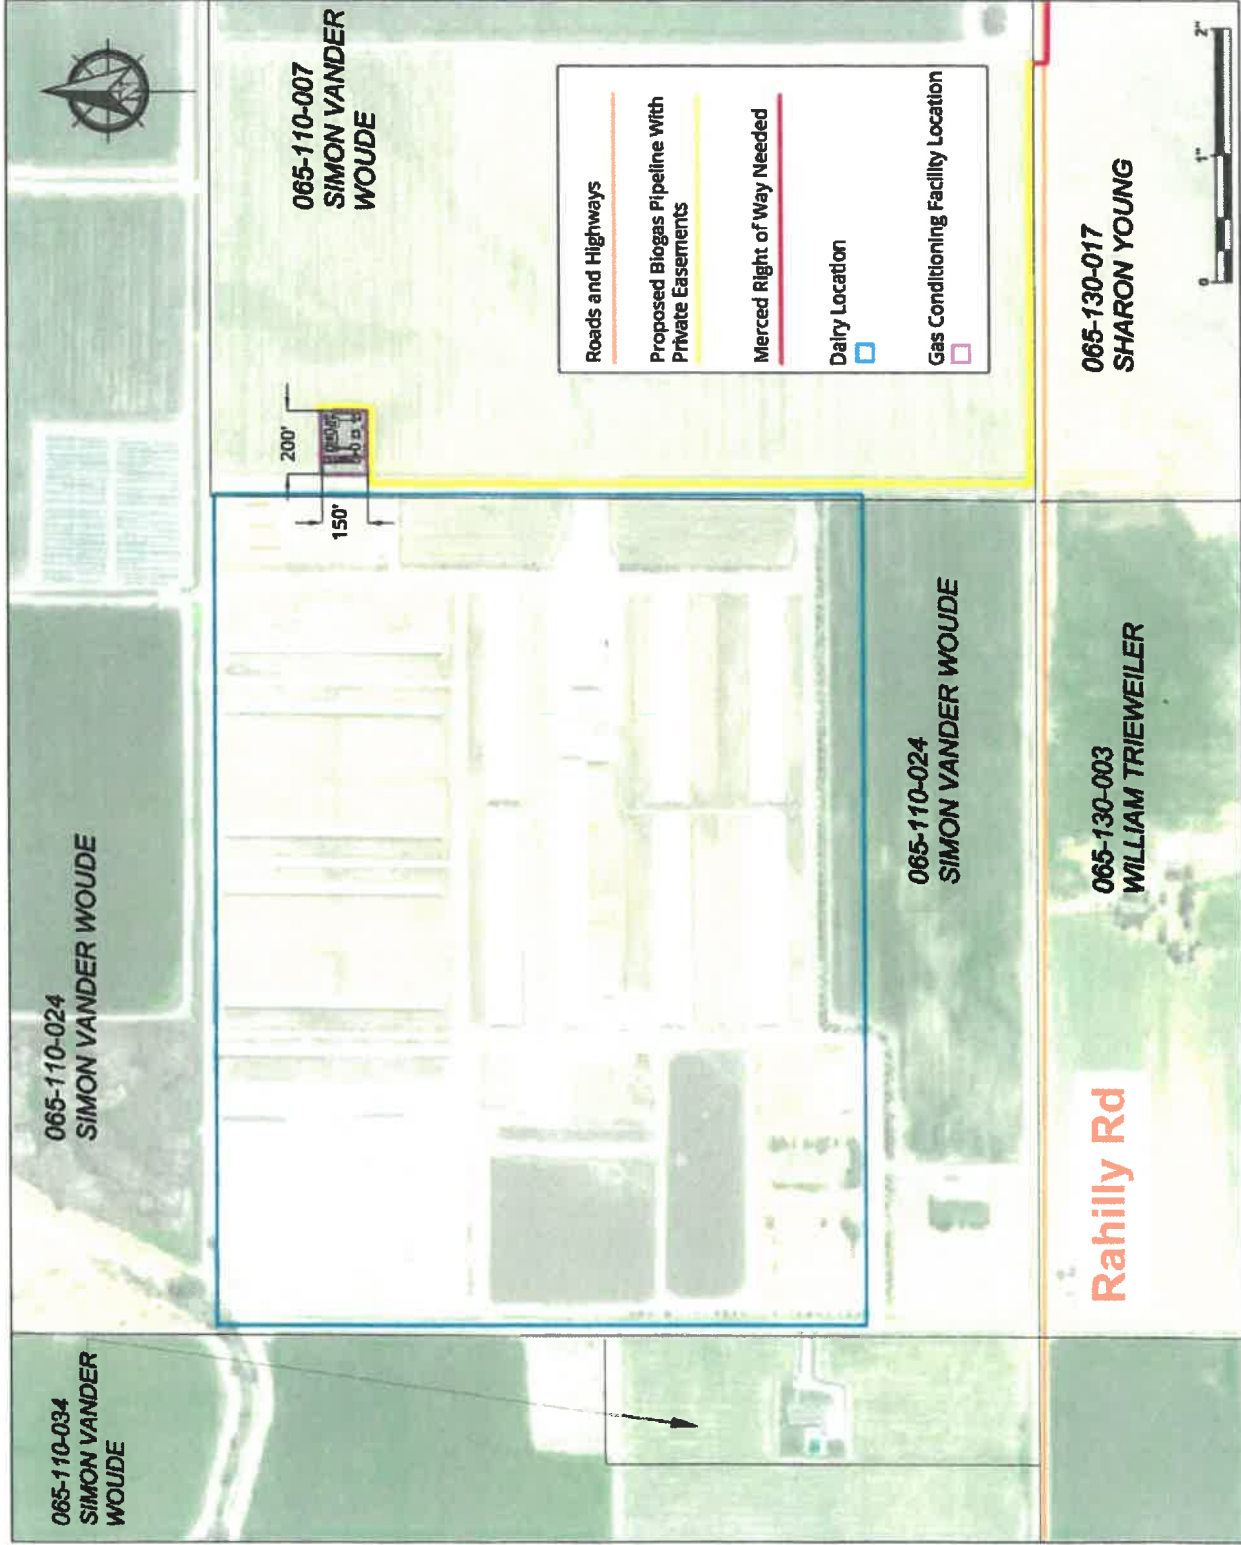 065-110-034
SIMON VANDER
WOUDE
065-110-024
SIMON VANDER WOUDE
065-110-007
SIMON VANDER
WOUDE
200'
150'
Roads and Highways
Proposed Biogas Pipeline With
Private Easements
Merced Right of Way Needed
Dairy Location
Gas Conditioning Facility Location
065-110-024
SIMON VANDER WOUDE
Rahilly Rd
065-130-003
WILLIAM TRIEWEILER
065-130-017
SHARON YOUNG
0
1"
2"